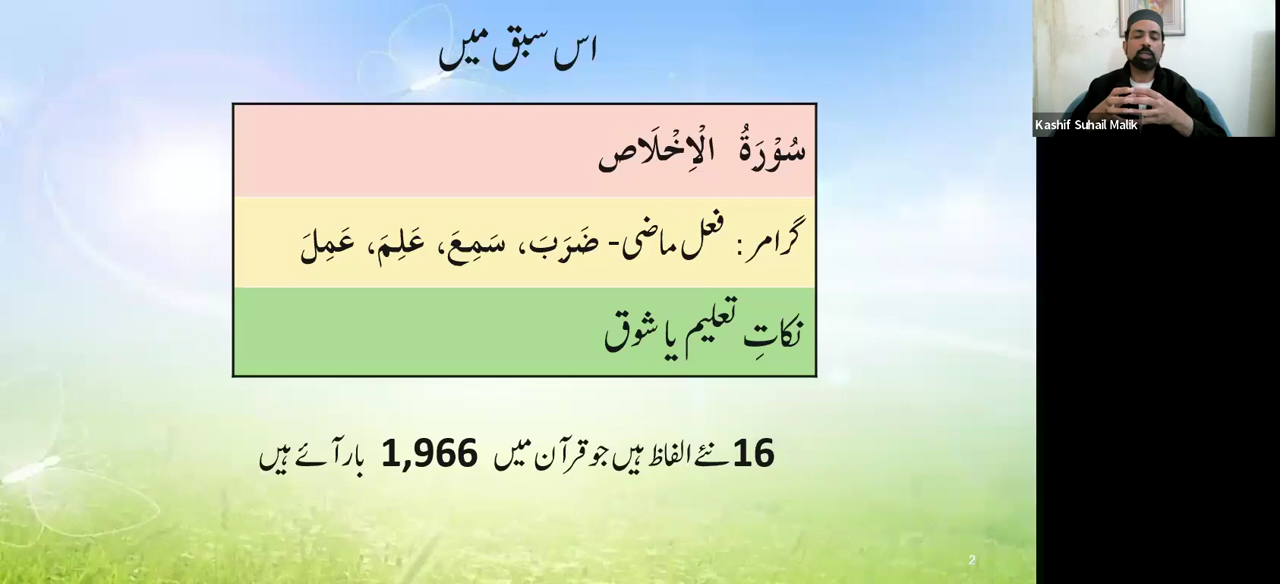 اس سبق میں
سُوْرَةُ الْاِخْلَاص
گرامر : فعل ماضی- ضَرَبَ، سَمِعَ، عَلِمَ، عَمِلَ
نکاتِ تعلیم یا شوق
16 نئے الفاظ ہیں جو قرآن میں 1,966 بار آئے ہیں
2
Kashif Suhail Malik